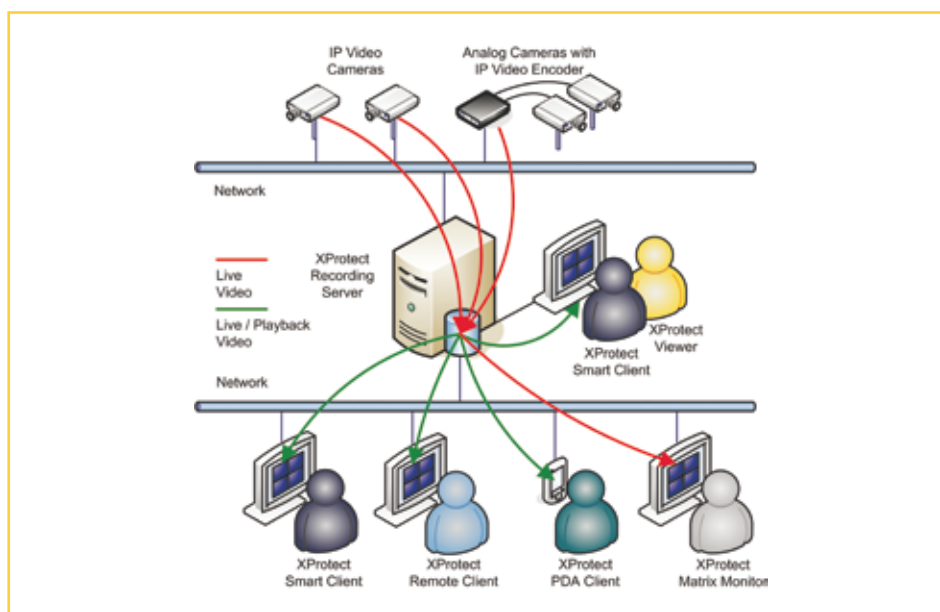 IP Video
Cameras
Analog Cameras with
IP Video Encoder
Network
XProtect
Recording
Server
Live
Video
Live / Playback
Video
XProtect
Viewer
XProtect
Smart Client
Network
XProtect
Smart Client
XProtect
Remote Client
XProtect
PDA Client
XProtect
Matrix Monitor